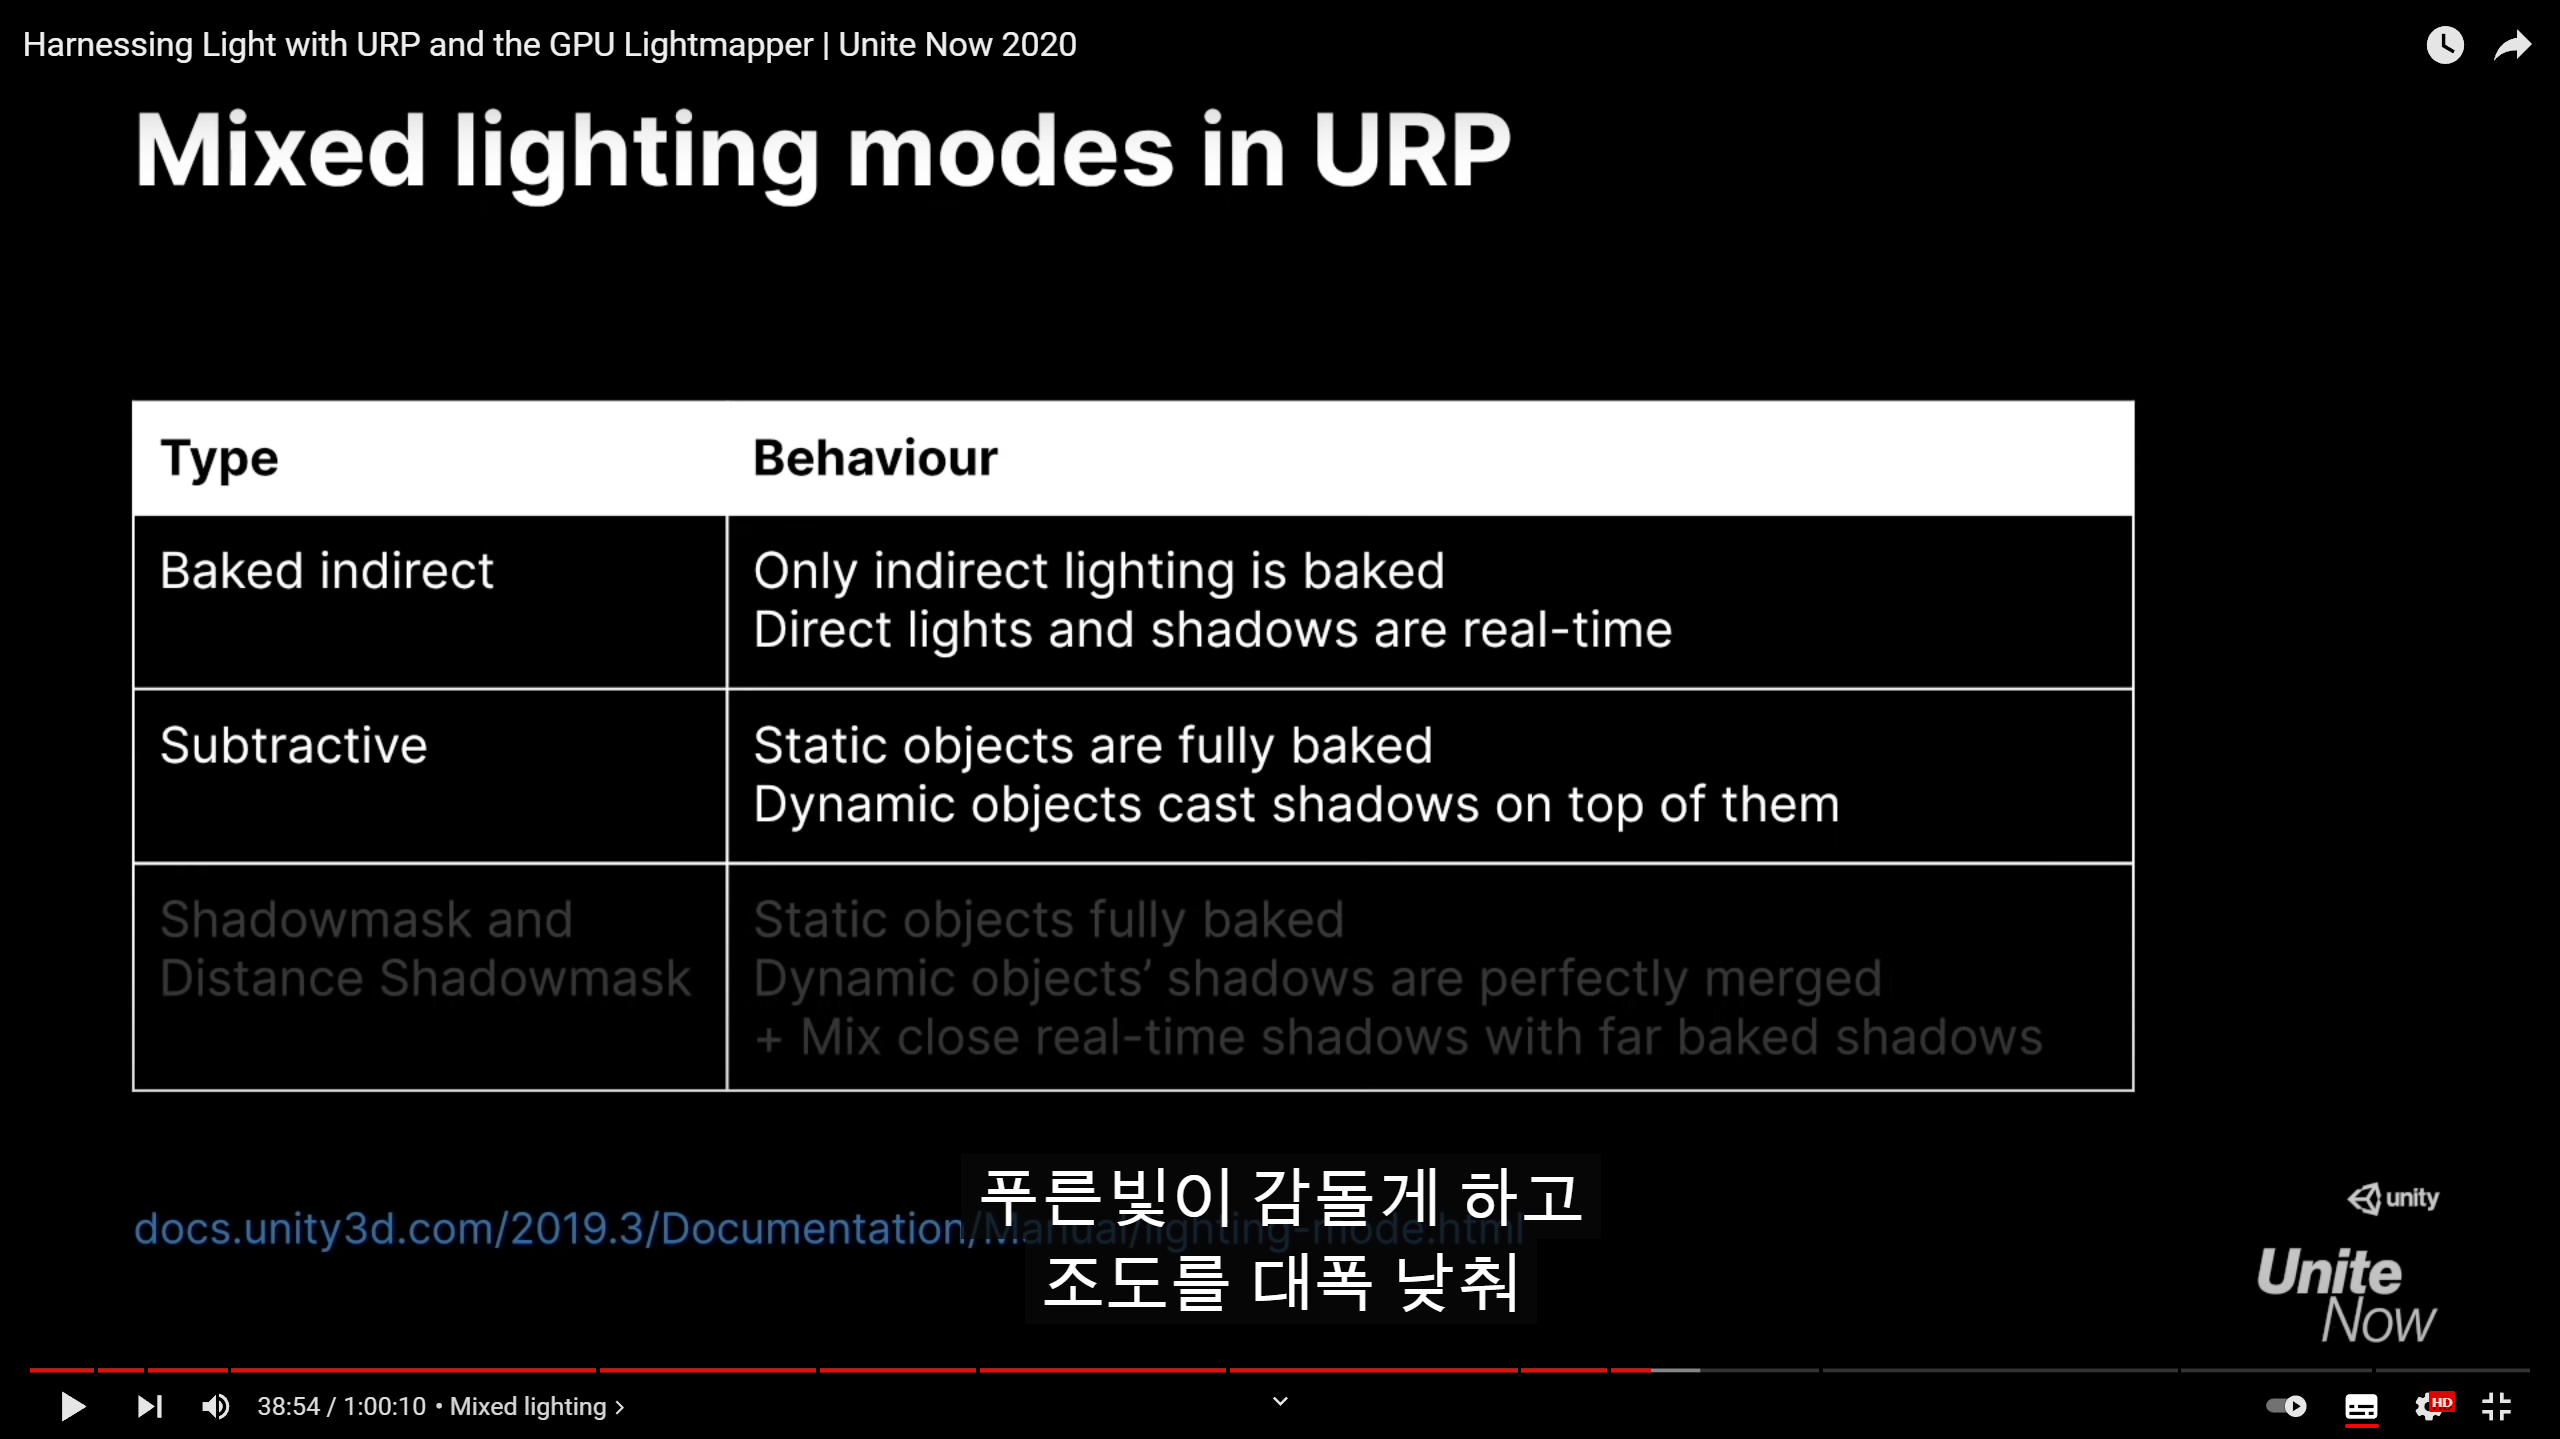 Harnessing Light with URP and the GPU Lightmapper | Unite Now 2020
Mixed lighting modes in URP
Type
Behaviour
Baked indirect
Only indirect lighting is baked
Direct lights and shadows are real-time
Subtractive
Static objects are fully baked
Dynamic objects cast shadows on top of them
Shadowmask and
Distance Shadowmask
Static objects fully baked
Dynamic objects’ shadows are perfectly merged
+ Mix close real-time shadows with far baked shadows
docs.unity3d.com/2019.3/Documentation/Manual/lighting-mode.html
푸른빛이 감돌게 하고
조도를 대폭 낮춰
unity
Unite
Now
38:54 / 1:00:10 • Mixed lighting
HD